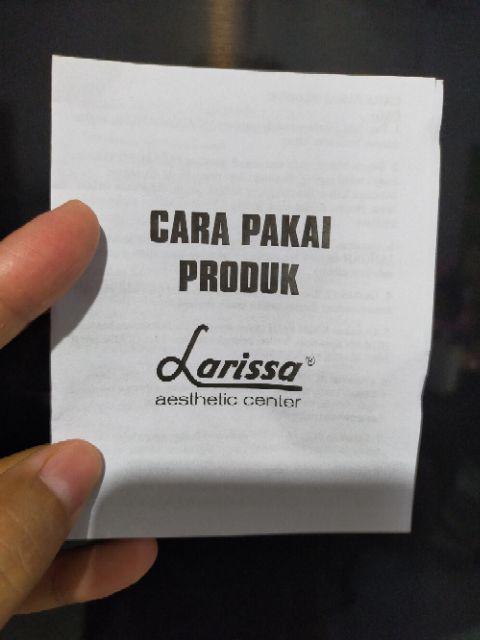 CARA PAKAI
PRODUK
Larissa®
aesthetic center